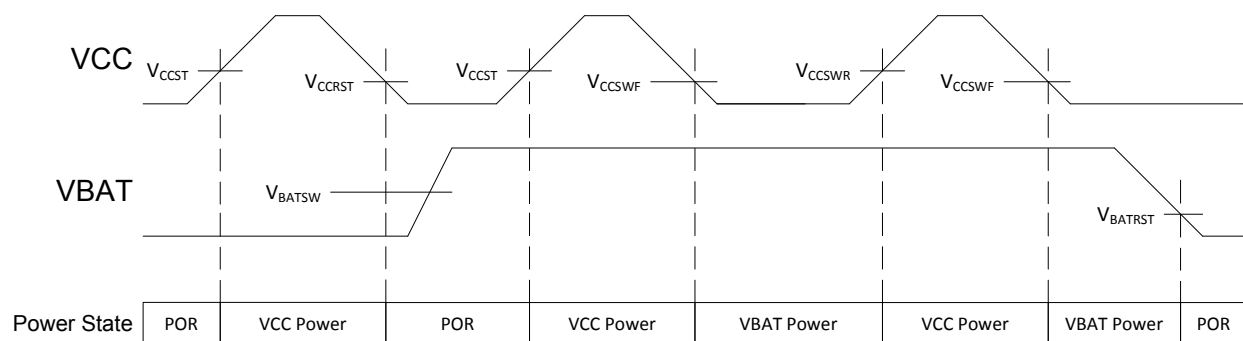 VCC
VCCST
VCCRST
VCCST
VCCSWF
VCCSWR
VCCSWF
VBAT
VBATSW
VBATRST
Power State
POR
VCC Power
POR
VCC Power
VBAT Power
VCC Power
VBAT Power
POR